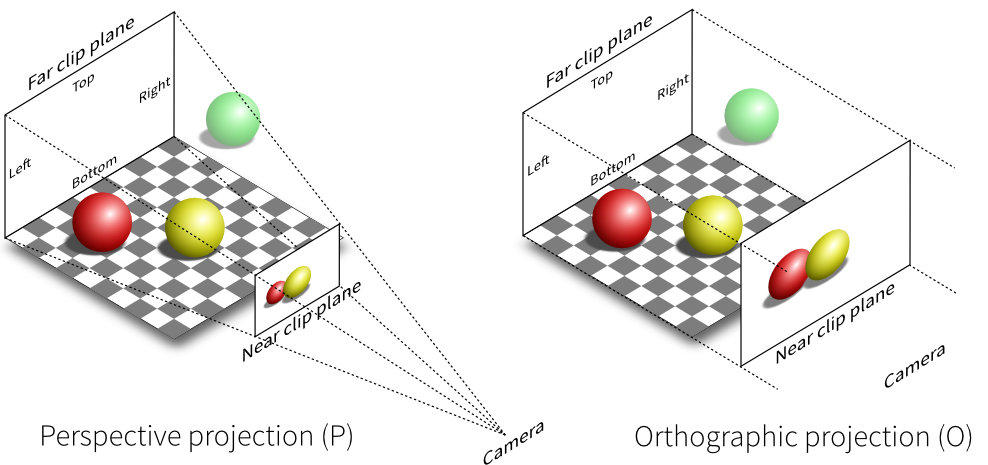 Far clip plane
Top
Right
Left
Bottom
Near clip plane
Camera
Perspective projection (P)
Far clip plane
Top
Right
Left
Bottom
Near clip plane
Camera
Orthographic projection (O)